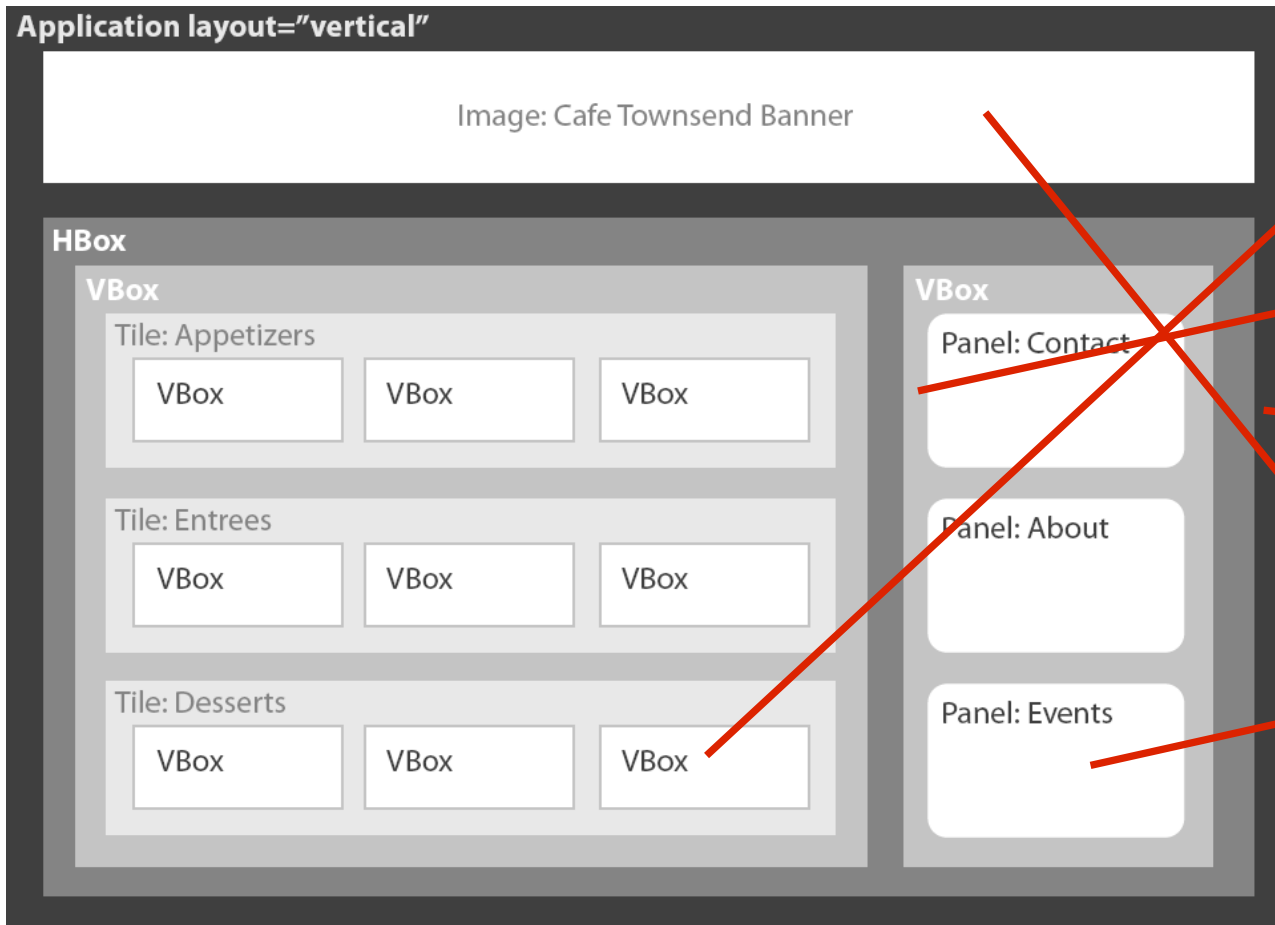 Application layout=”vertical”
Image: Cafe Townsend Banner
HBox
VBox
Tile: Appetizers
VBox
VBox
VBox
Tile: Entrees
VBox
VBox
VBox
Tile: Desserts
VBox
VBox
VBox
VBox
Panel: Contact
Panel: About
Panel: Events